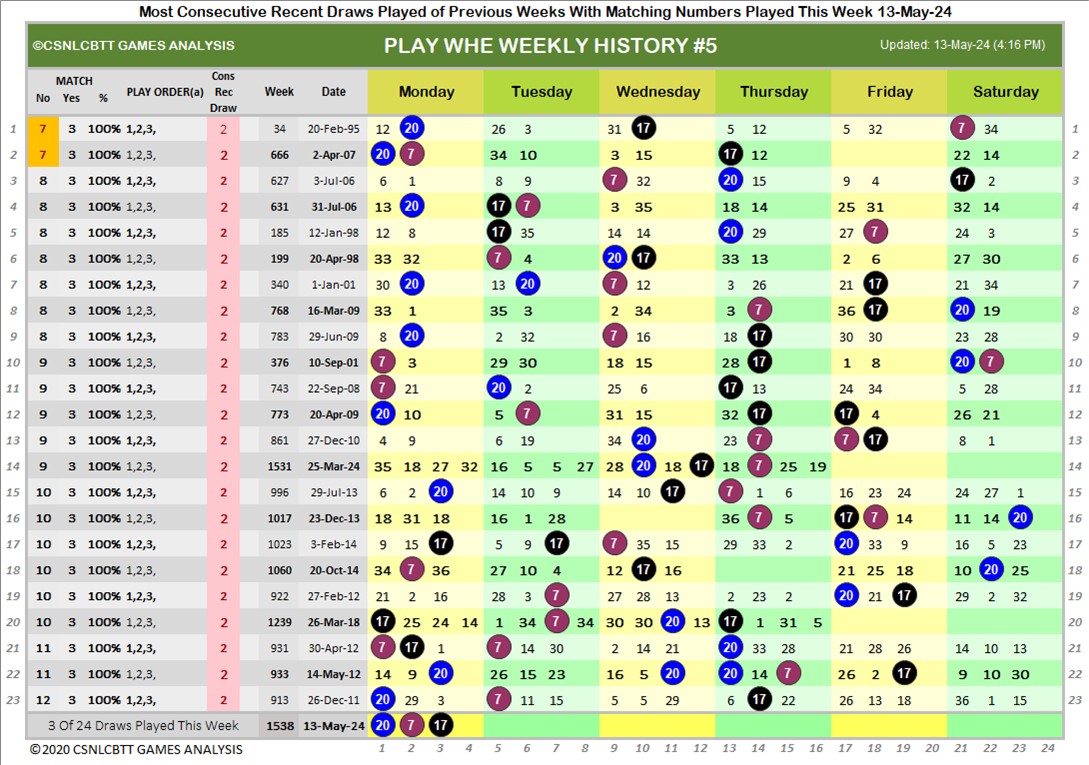 Most Consecutive Recent Draws Played of Previous Weeks With Matching Numbers Played This Week 13-May-24
©CSNLCBTT GAMES ANALYSIS PLAY WHE WEEKLY HISTORY #5 Updated: 13-May-24 (4:16 PM)
No MATCH Yes % PLAY ORDER(a) Cons Rec Draw Week Date Monday Tuesday Wednesday Thursday Friday Saturday
1 7 3 100% 1,2,3, 2 34 20-Feb-95 12 20 26 3 31 17 5 12 5 32 7 34 1
2 7 3 100% 1,2,3, 2 666 2-Apr-07 20 7 34 10 3 15 17 12 22 14 2
3 8 3 100% 1,2,3, 2 627 3-Jul-06 6 1 8 9 7 32 20 15 9 4 17 2 3
4 8 3 100% 1,2,3, 2 631 31-Jul-06 13 20 17 7 3 35 18 14 25 31 32 14 4
5 8 3 100% 1,2,3, 2 185 12-Jan-98 12 8 17 35 14 14 20 29 27 7 24 3 5
6 8 3 100% 1,2,3, 2 199 20-Apr-98 33 32 7 4 20 17 33 13 2 6 27 30 6
7 8 3 100% 1,2,3, 2 340 1-Jan-01 30 20 13 20 7 12 3 26 21 17 21 34 7
8 8 3 100% 1,2,3, 2 768 16-Mar-09 33 1 35 3 2 34 3 7 36 17 20 19 8
9 8 3 100% 1,2,3, 2 783 29-Jun-09 8 20 2 32 7 16 18 17 30 30 23 28 9
10 9 3 100% 1,2,3, 2 376 10-Sep-01 7 3 29 30 18 15 28 17 1 8 20 7 10
11 9 3 100% 1,2,3, 2 743 22-Sep-08 7 21 20 2 25 6 17 13 24 34 5 28 11
12 9 3 100% 1,2,3, 2 773 20-Apr-09 20 10 5 7 31 15 32 17 17 4 26 21 12
13 9 3 100% 1,2,3, 2 861 27-Dec-10 4 9 6 19 34 20 23 7 7 17 8 1 13
14 9 3 100% 1,2,3, 2 1531 25-Mar-24 35 18 27 32 16 5 5 27 28 20 18 17 18 7 25 19 14
15 10 3 100% 1,2,3, 2 996 29-Jul-13 6 2 20 14 10 9 14 10 17 7 1 6 16 23 24 24 27 1 15
16 10 3 100% 1,2,3, 2 1017 23-Dec-13 18 31 18 16 1 28 36 7 5 17 7 14 11 14 20 16
17 10 3 100% 1,2,3, 2 1023 3-Feb-14 9 15 17 5 9 17 7 35 15 29 33 2 20 33 9 16 5 23 17
18 10 3 100% 1,2,3, 2 1060 20-Oct-14 34 7 36 27 10 4 12 17 16 21 25 18 10 20 25 18
19 10 3 100% 1,2,3, 2 922 27-Feb-12 21 2 16 28 3 7 27 28 13 2 23 2 20 21 17 29 2 32 19
20 10 3 100% 1,2,3, 2 1239 26-Mar-18 17 25 24 14 1 34 7 34 30 30 20 13 17 1 31 5 20
21 11 3 100% 1,2,3, 2 931 30-Apr-12 7 17 1 7 14 30 2 14 21 20 33 28 21 28 26 14 10 13 21
22 11 3 100% 1,2,3, 2 933 14-May-12 14 9 20 26 15 23 16 5 20 20 14 7 26 2 17 9 10 30 22
23 12 3 100% 1,2,3, 2 913 26-Dec-11 20 29 3 7 11 15 5 5 29 14 17 22 26 13 18 36 1 15 23
3 Of 24 Draws Played This Week 1538 13-May-24 20 7 17
©2020 CSNLCBTT GAMES ANALYSIS 1 2 3 4 5 6 7 8 9 10 11 12 13 14 15 16 17 18 19 20 21 22 23 24